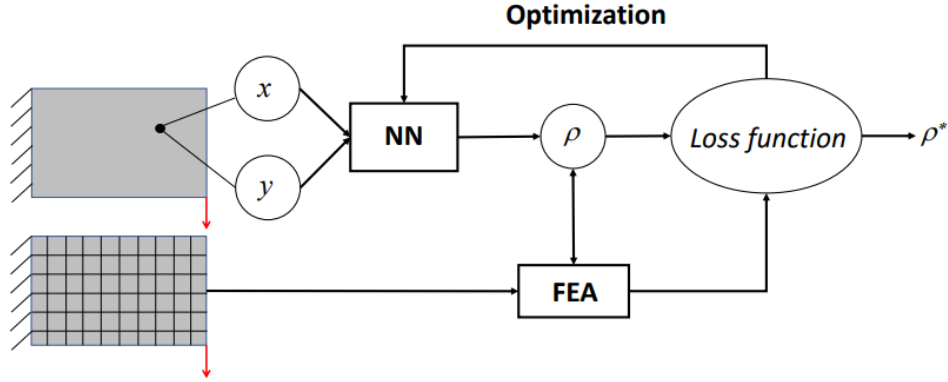 Optimization
x
NN
ρ
Loss function
ρ*
y
FEA